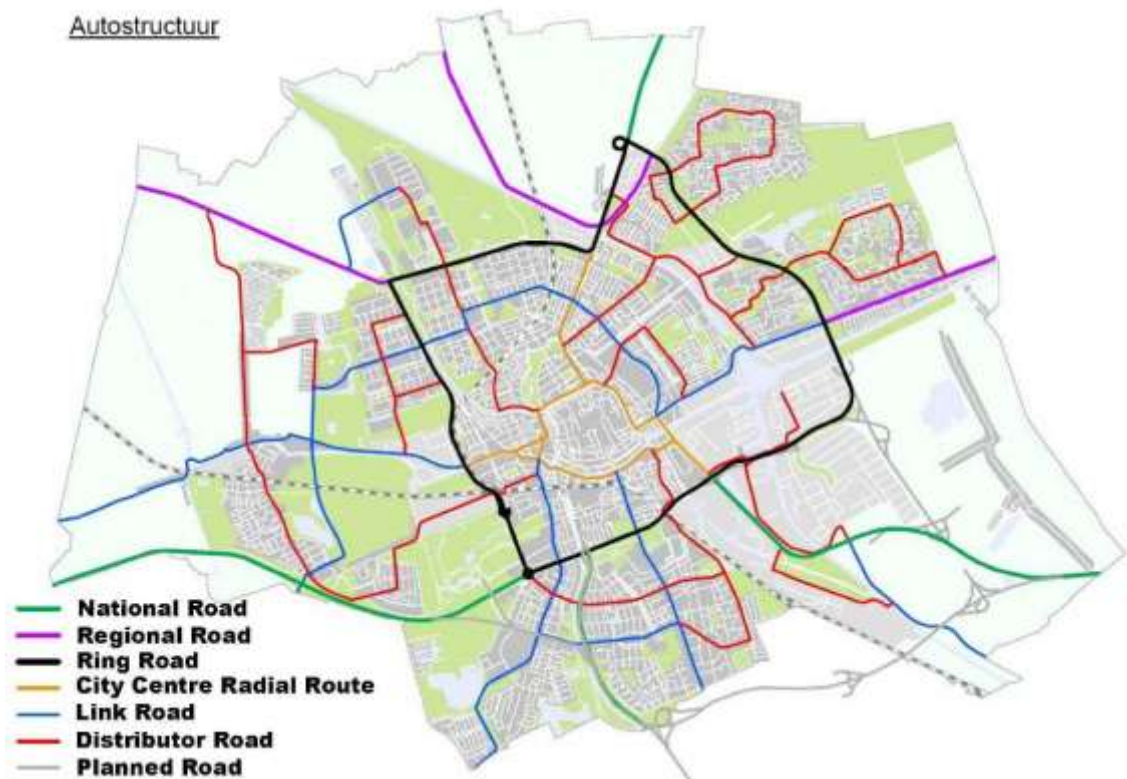 Autostructuur
National Road
Regional Road
Ring Road
City Centre Radial Route
Link Road
Distributor Road
Planned Road